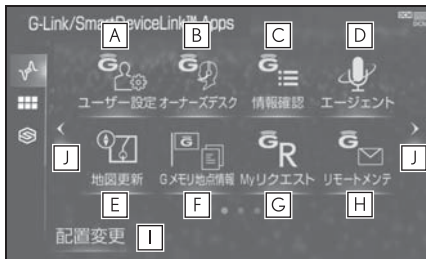 G-Link/SmartDeviceLink™ Apps
A B C D
ユーザー設定 オーナーズデスク 情報確認 エージェント
J J
地図更新 Gメモリ地点情報 Myリクエスト リモートメンテ
E F G H
配置変更 I